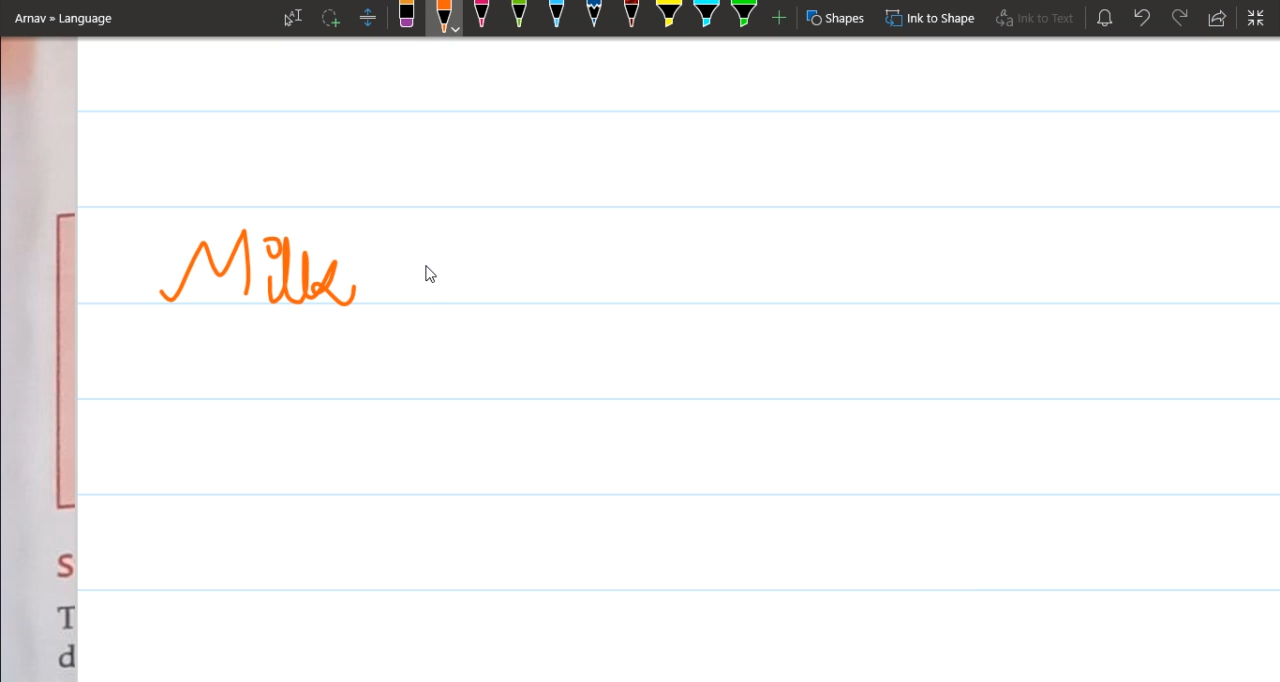 Arnav » Language
Shapes
Ink to Shape
Ink to Text
Milk
S
T
d